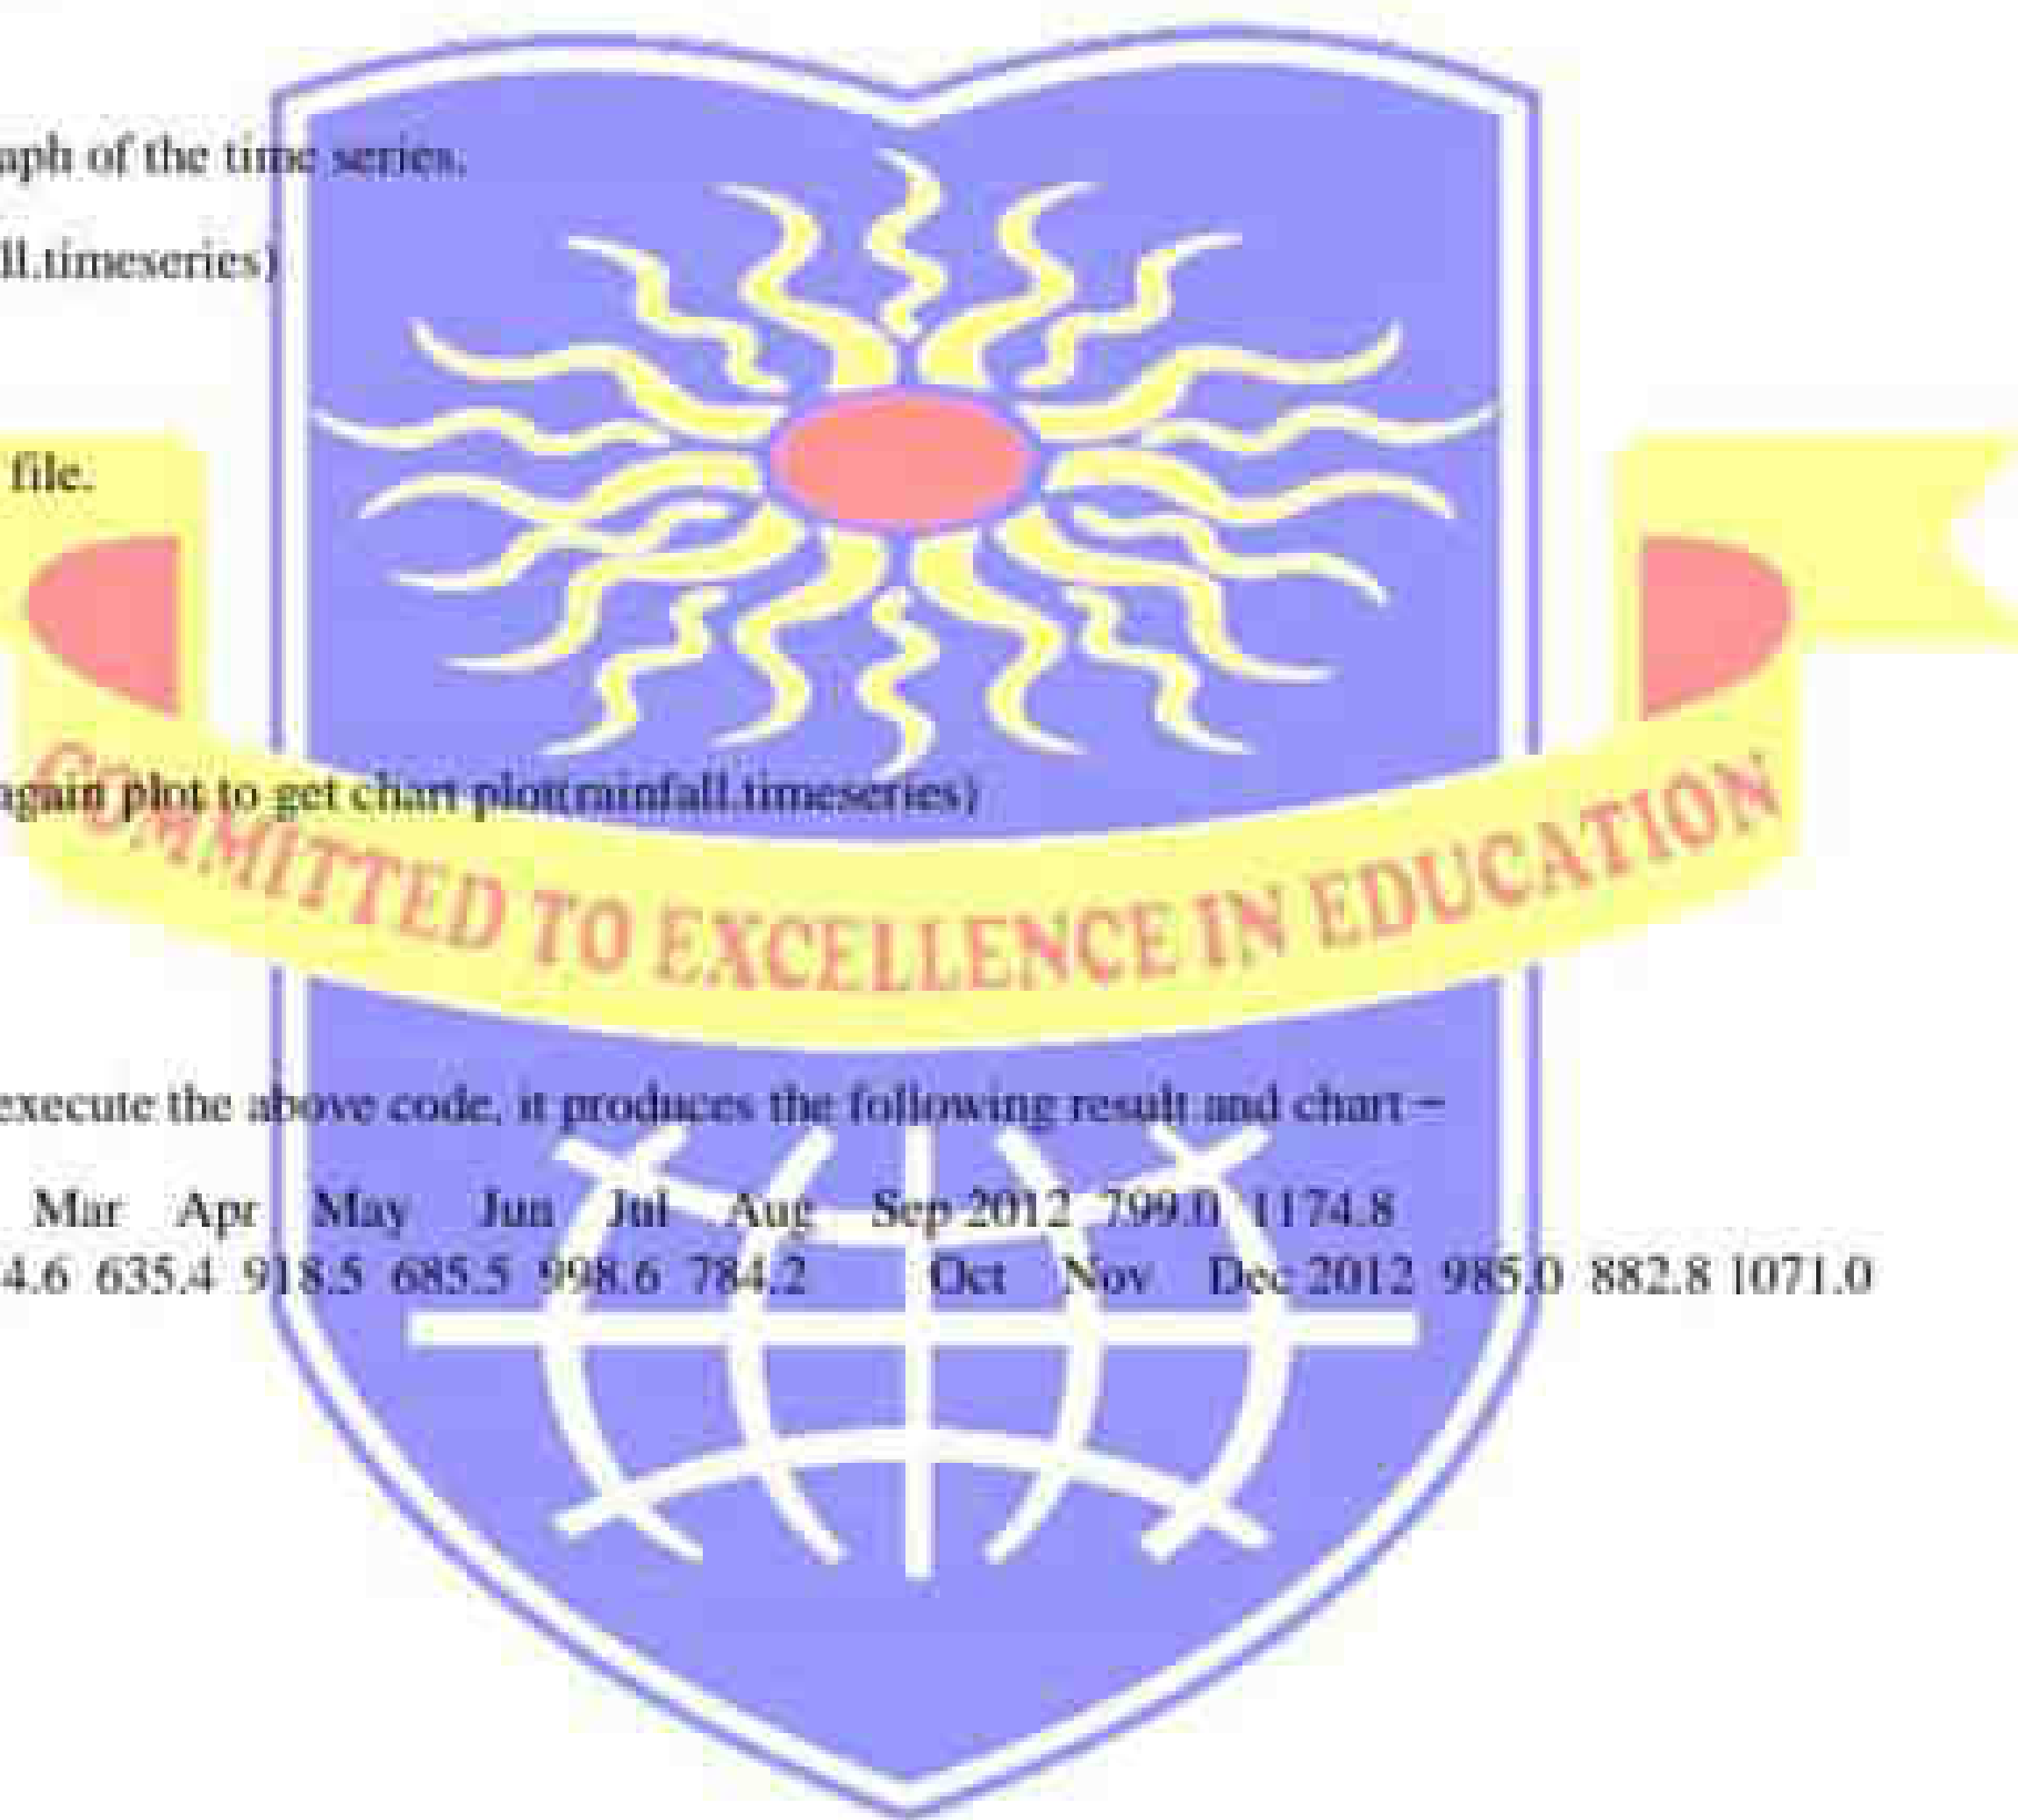 aph of the time series.
ll.timeseries)
file.
again plot to get chart plot(rainfall.timeseries)
COMMITTED TO EXCELLENCE IN EDUCATION
execute the above code, it produces the following result and chart −
Mar Apr May Jun Jul Aug Sep 2012 799.0 1174.8
4.6 635.4 918.5 685.5 998.6 784.2 Oct Nov Dec 2012 985.0 882.8 1071.0